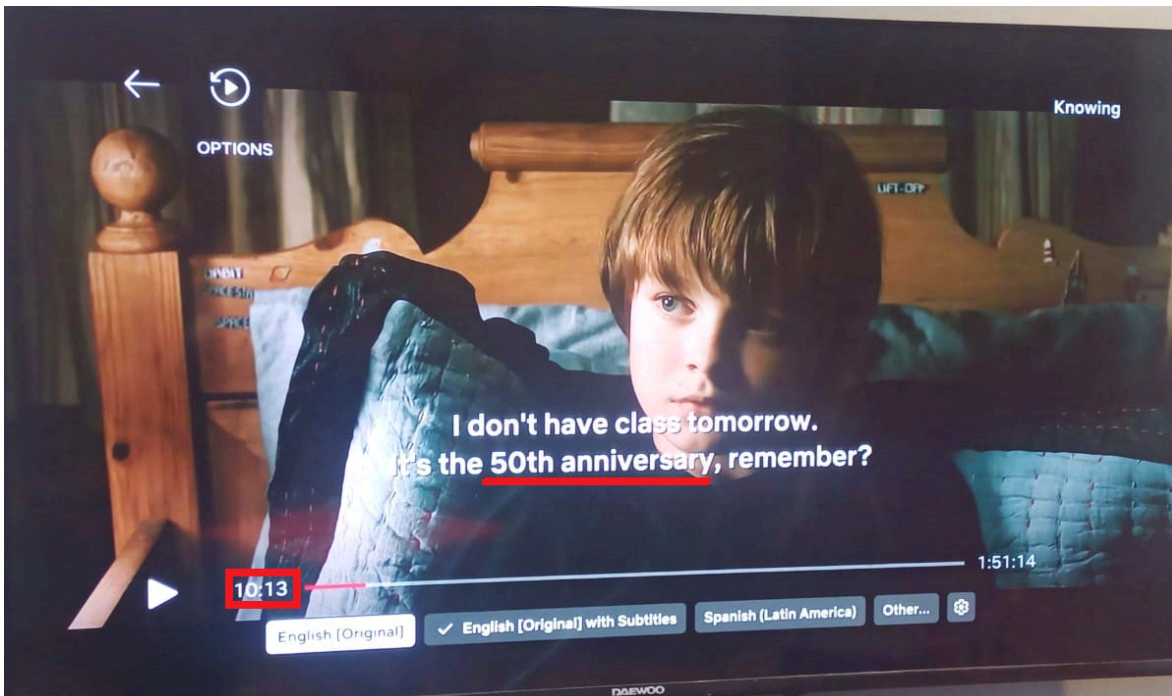 Knowing
OPTIONS
LIFT-OFF
ORBIT
I don't have class tomorrow.
It's the 50th anniversary, remember?
10:13
1:51:14
English [Original]
English [Original] with Subtitles
Spanish (Latin America)
Other...
DAEWOO